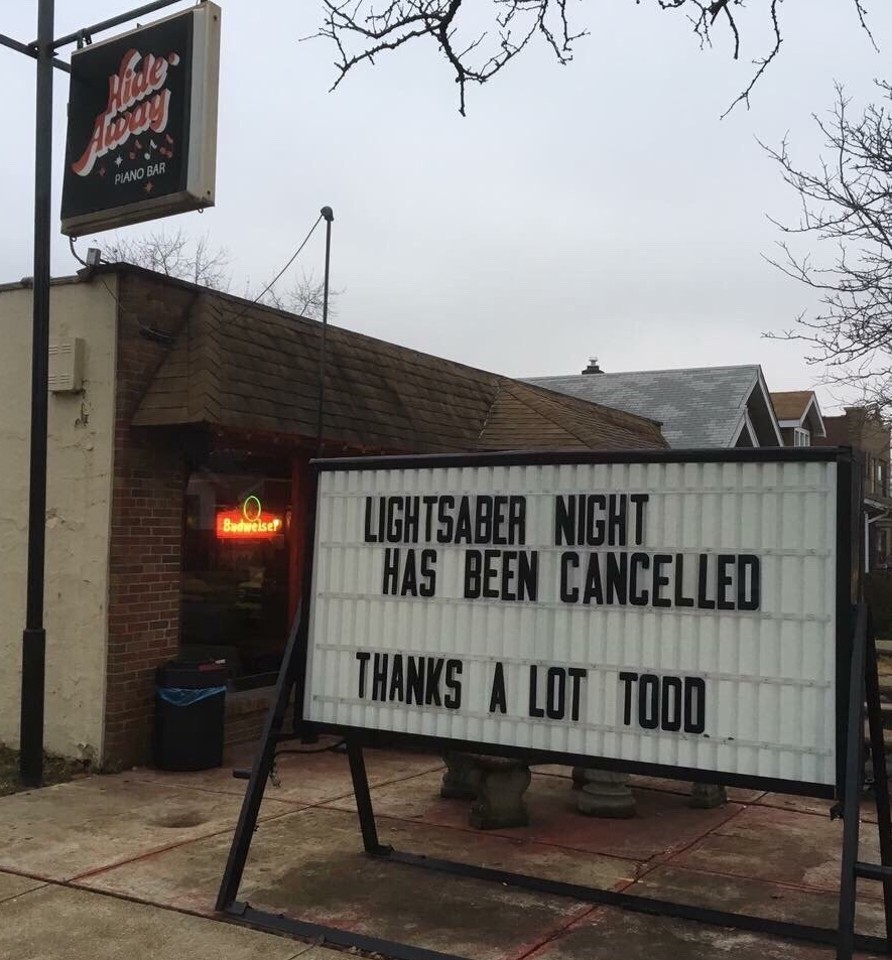 Hide-
Away
PIANO BAR
Budweiser
LIGHTSABER NIGHT
HAS BEEN CANCELLED
THANKS A LOT TODD